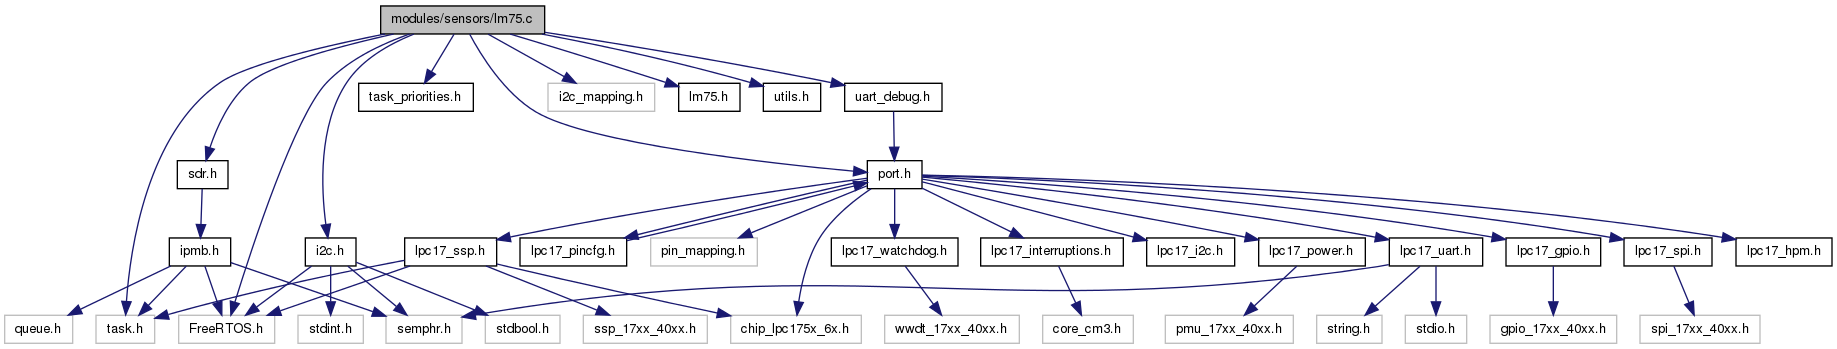 modules/sensors/lm75.c
task_priorities.h
i2c_mapping.h
lm75.h
utils.h
uart_debug.h
sdr.h
port.h
ipmb.h
i2c.h
lpc17_ssp.h
lpc17_pincfg.h
pin_mapping.h
lpc17_watchdog.h
lpc17_interruptions.h
lpc17_i2c.h
lpc17_power.h
lpc17_uart.h
lpc17_gpio.h
lpc17_spi.h
lpc17_hpm.h
queue.h
task.h
FreeRTOS.h
stdint.h
semphr.h
stdbool.h
ssp_17xx_40xx.h
chip_lpc175x_6x.h
wwdt_17xx_40xx.h
core_cm3.h
pmu_17xx_40xx.h
string.h
stdio.h
gpio_17xx_40xx.h
spi_17xx_40xx.h